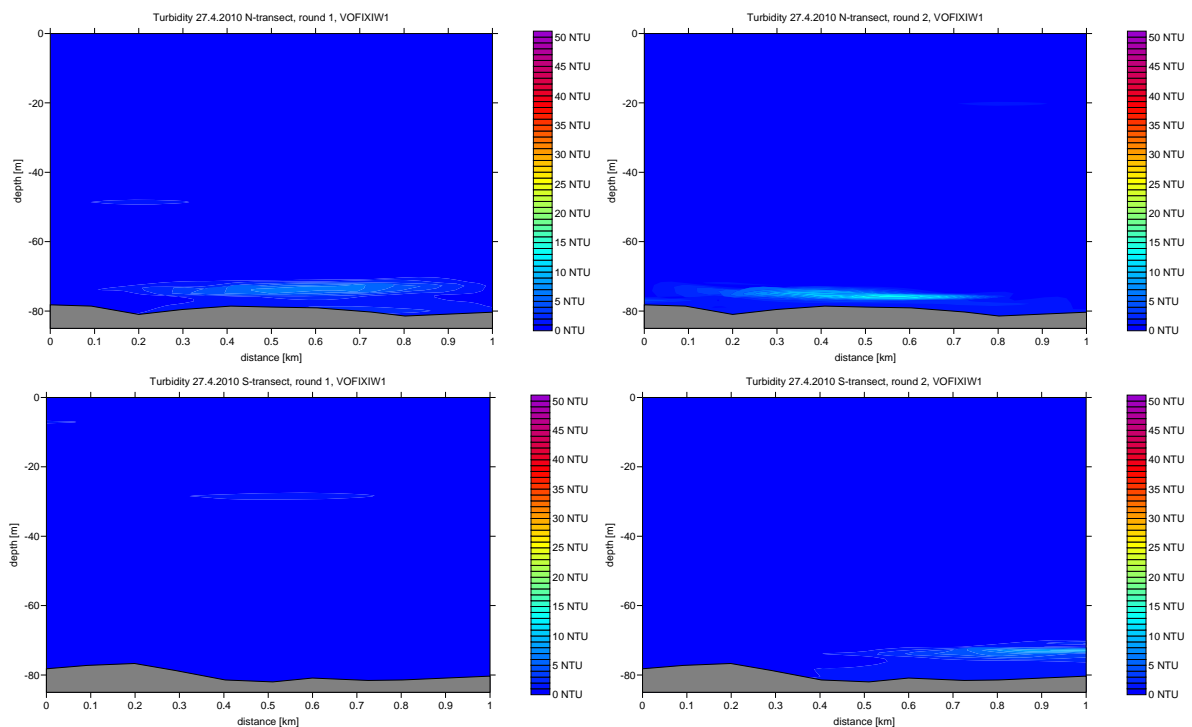 Turbidity 27.4.2010 N-transect, round 1, VOFIXIW1
0
-20
-40
-60
-80
depth [m]
0 0.1 0.2 0.3 0.4 0.5 0.6 0.7 0.8 0.9 1
distance [km]
50 NTU
45 NTU
40 NTU
35 NTU
30 NTU
25 NTU
20 NTU
15 NTU
10 NTU
5 NTU
0 NTU
Turbidity 27.4.2010 N-transect, round 2, VOFIXIW1
0
-20
-40
-60
-80
depth [m]
0 0.1 0.2 0.3 0.4 0.5 0.6 0.7 0.8 0.9 1
distance [km]
50 NTU
45 NTU
40 NTU
35 NTU
30 NTU
25 NTU
20 NTU
15 NTU
10 NTU
5 NTU
0 NTU
Turbidity 27.4.2010 S-transect, round 1, VOFIXIW1
0
-20
-40
-60
-80
depth [m]
0 0.1 0.2 0.3 0.4 0.5 0.6 0.7 0.8 0.9 1
distance [km]
50 NTU
45 NTU
40 NTU
35 NTU
30 NTU
25 NTU
20 NTU
15 NTU
10 NTU
5 NTU
0 NTU
Turbidity 27.4.2010 S-transect, round 2, VOFIXIW1
0
-20
-40
-60
-80
depth [m]
0 0.1 0.2 0.3 0.4 0.5 0.6 0.7 0.8 0.9 1
distance [km]
50 NTU
45 NTU
40 NTU
35 NTU
30 NTU
25 NTU
20 NTU
15 NTU
10 NTU
5 NTU
0 NTU